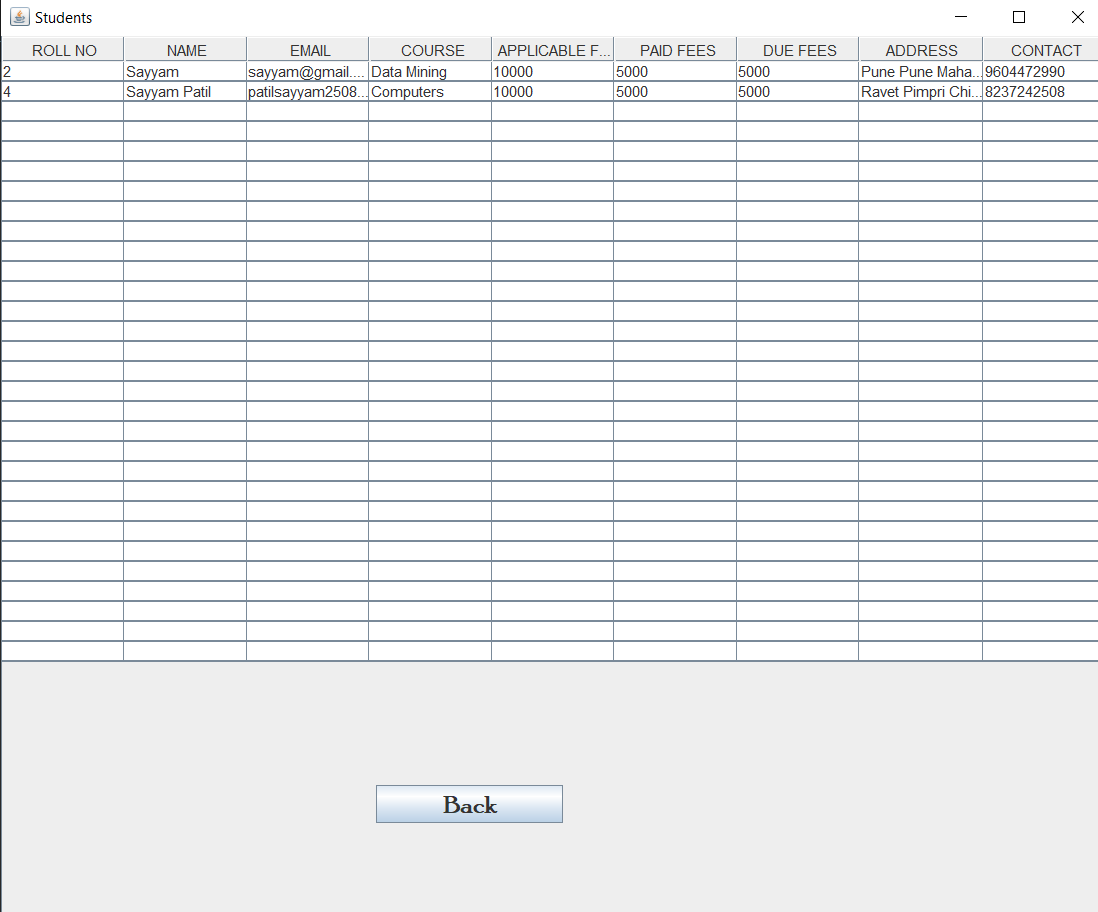 Students
ROLL NO NAME EMAIL COURSE APPLICABLE F... PAID FEES DUE FEES ADDRESS CONTACT
2 Sayyam sayyam@gmail.... Data Mining 10000 5000 5000 Pune Pune Maha... 9604472990
4 Sayyam Patil patilsayyam2508... Computers 10000 5000 5000 Ravet Pimpri Chi... 8237242508
Back